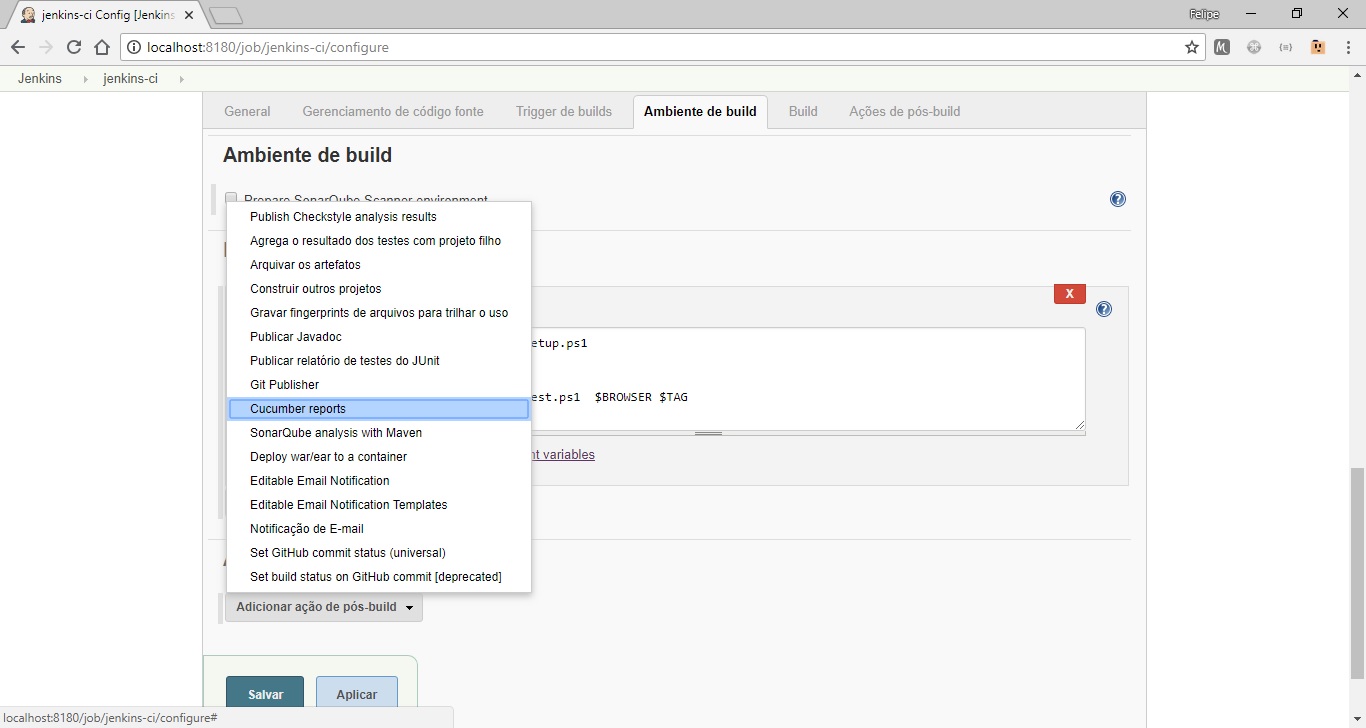 jenkins-ci Config [Jenkins
Felipe
localhost:8180/job/jenkins-ci/configure
Jenkins
jenkins-ci
General
Gerenciamento de código fonte
Trigger de builds
Ambiente de build
Build
Ações de pós-build
Ambiente de build
Prepare SonarQube Scanner environment
Publish Checkstyle analysis results
Agrega o resultado dos testes com projeto filho
Arquivar os artefatos
Construir outros projetos
X
Gravar fingerprints de arquivos para trilhar o uso
Publicar Javadoc
etup.ps1
Publicar relatório de testes do JUnit
Git Publisher
est.ps1 $BROWSER $TAG
Cucumber reports
SonarQube analysis with Maven
Deploy war/ear to a container
nt variables
Editable Email Notification
Editable Email Notification Templates
Notificação de E-mail
Set GitHub commit status (universal)
Set build status on GitHub commit [deprecated]
Adicionar ação de pós-build
Salvar
Aplicar
localhost:8180/job/jenkins-ci/configure#